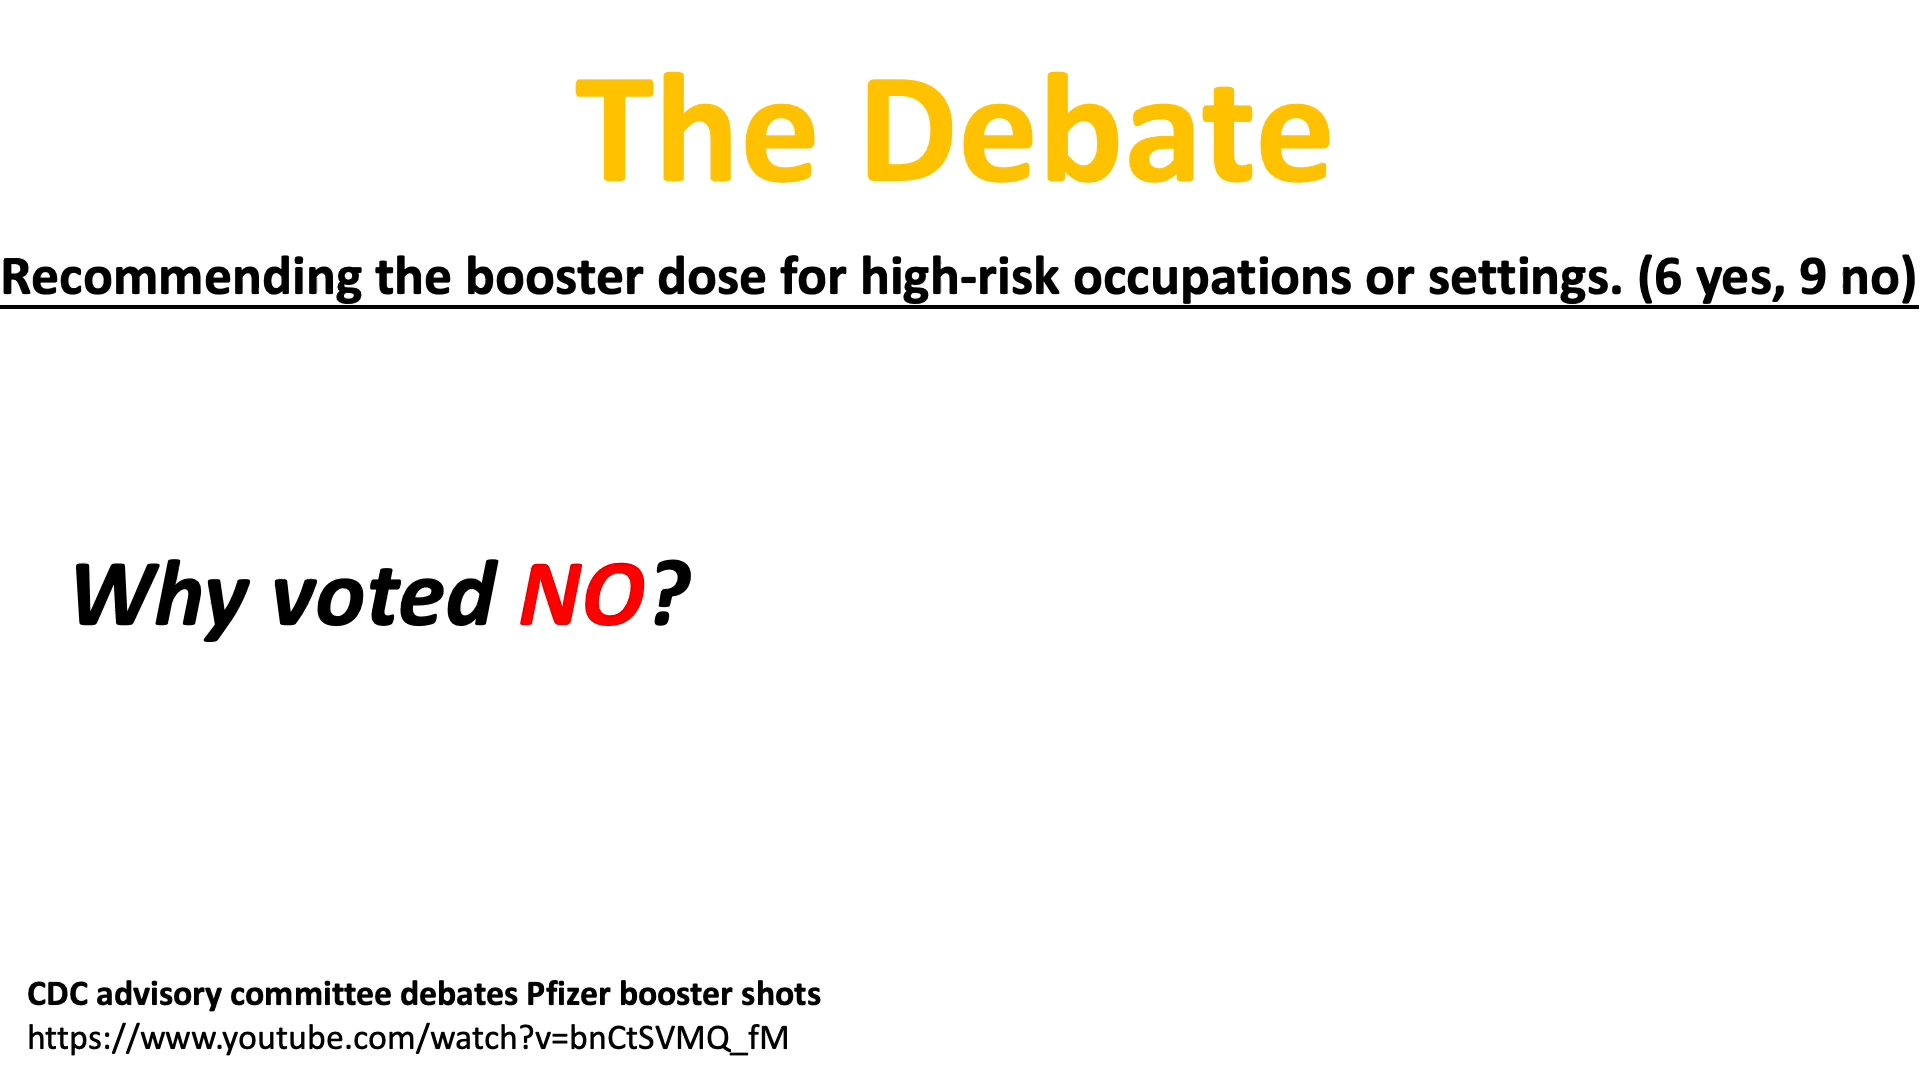 The Debate
Recommending the booster dose for high-risk occupations or settings. (6 yes, 9 no)
Why voted NO?
CDC advisory committee debates Pfizer booster shots
https://www.youtube.com/watch?v=bnCtSVMQ_fM